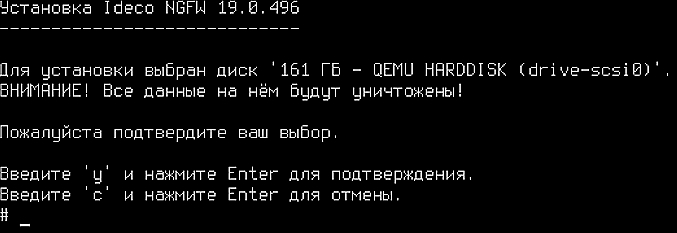 Установка Ideco NGFW 19.0.496
-----------------------------
Для установки выбран диск '161 ГБ - QEMU HARDDISK (drive-scsi0)'.
ВНИМАНИЕ! Все данные на нём будут уничтожены!
Пожалуйста подтвердите ваш выбор.
Введите 'y' и нажмите Enter для подтверждения.
Введите 'c' и нажмите Enter для отмены.
# _